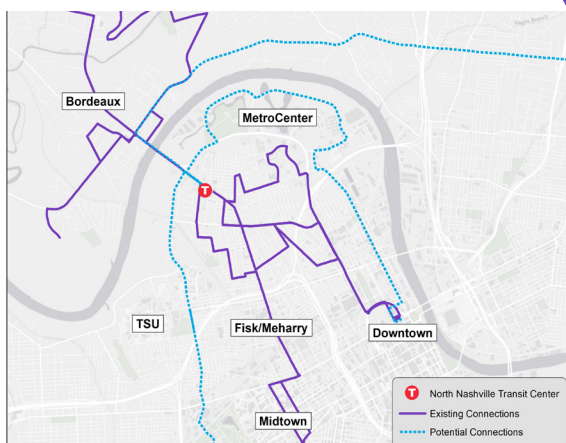 Bordeaux
MetroCenter
T
TSU
Fisk/Meharry
Downtown
Midtown
T North Nashville Transit Center
Existing Connections
Potential Connections